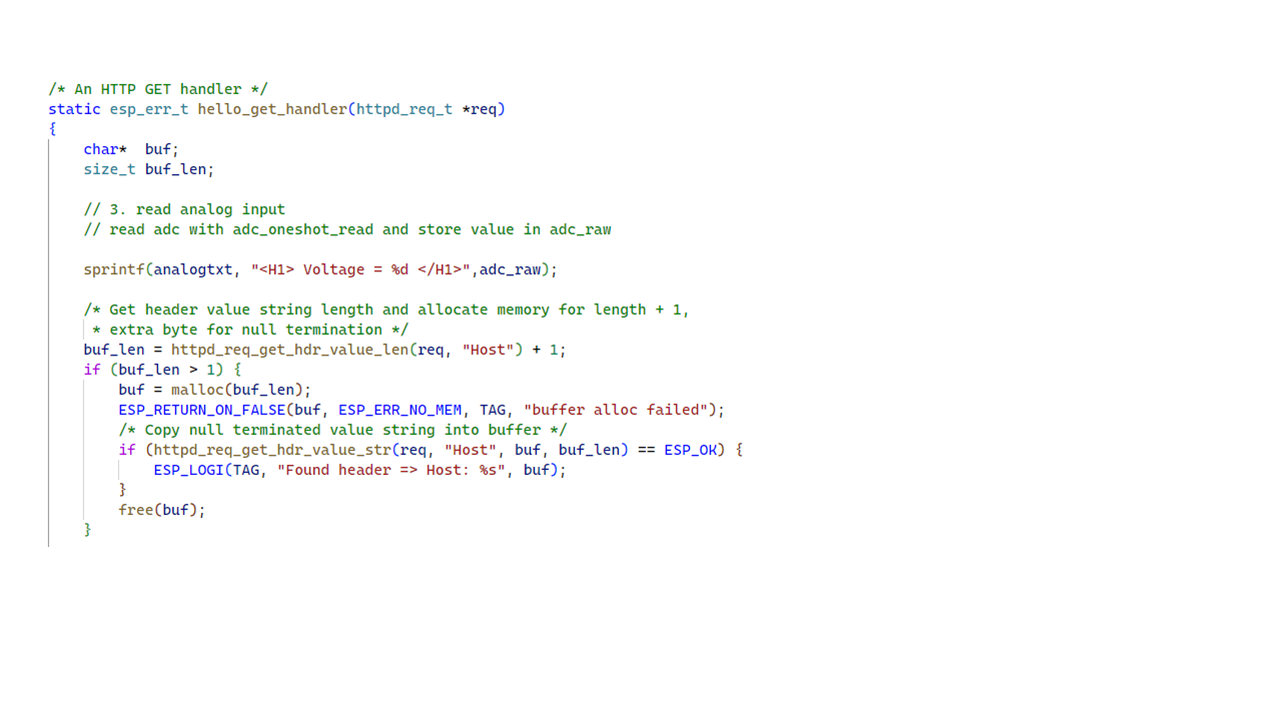 /* An HTTP GET handler */
static esp_err_t hello_get_handler(httpd_req_t *req)
{
    char*  buf;
    size_t buf_len;

    // 3. read analog input
    // read adc with adc_oneshot_read and store value in adc_raw

    sprintf(analogtxt, "<H1> Voltage = %d </H1>",adc_raw);

    /* Get header value string length and allocate memory for length + 1,
     * extra byte for null termination */
    buf_len = httpd_req_get_hdr_value_len(req, "Host") + 1;
    if (buf_len > 1) {
        buf = malloc(buf_len);
        ESP_RETURN_ON_FALSE(buf, ESP_ERR_NO_MEM, TAG, "buffer alloc failed");
        /* Copy null terminated value string into buffer */
        if (httpd_req_get_hdr_value_str(req, "Host", buf, buf_len) == ESP_OK) {
            ESP_LOGI(TAG, "Found header => Host: %s", buf);
        }
        free(buf);
    }